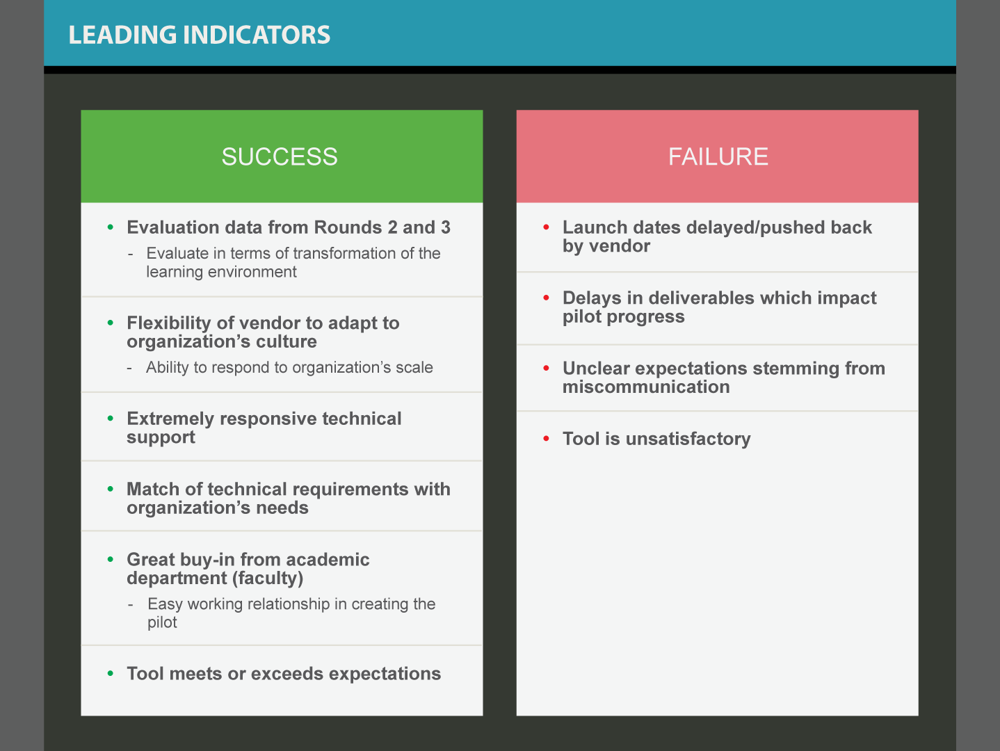 LEADING INDICATORS
SUCCESS
• Evaluation data from Rounds 2 and 3
- Evaluate in terms of transformation of the
learning environment
• Flexibility of vendor to adapt to
organization’s culture
- Ability to respond to organization’s scale
• Extremely responsive technical
support
• Match of technical requirements with
organization’s needs
• Great buy-in from academic
department (faculty)
- Easy working relationship in creating the
pilot
• Tool meets or exceeds expectations
FAILURE
• Launch dates delayed/pushed back
by vendor
• Delays in deliverables which impact
pilot progress
• Unclear expectations stemming from
miscommunication
• Tool is unsatisfactory